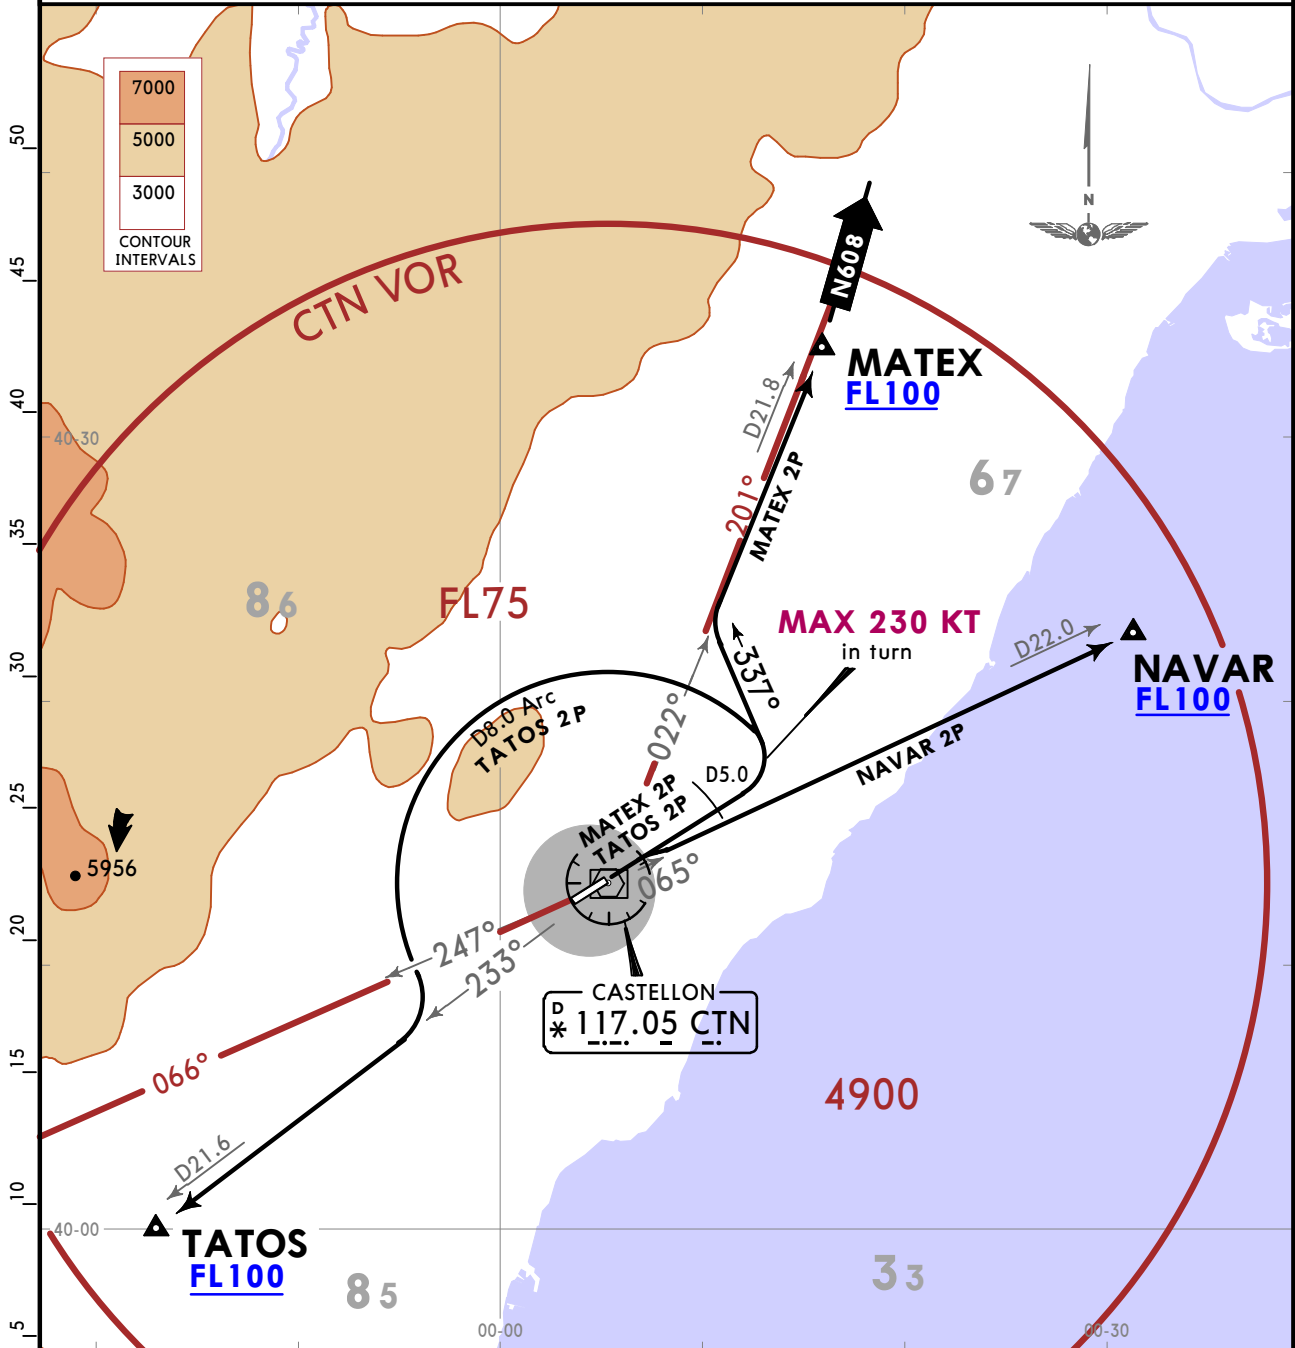 7000
5000
3000
CONTOUR
INTERVALS
50
45
40
35
30
25
20
15
10
5
N
CTN VOR
N608
MATEX
FL100
D21.8
40-30
201°
MATEX 2P
67
86
FL75
MAX 230 KT
in turn
D22.0
NAVAR
FL100
337°
022°
D8.0 Arc
TATOS 2P
NAVAR 2P
D5.0
MATEX 2P
TATOS 2P
5956
065°
247°
233°
CASTELLON
D
* 117.05 CTN
066°
4900
D21.6
40-00
TATOS
FL100
85
33
00-00
00-30